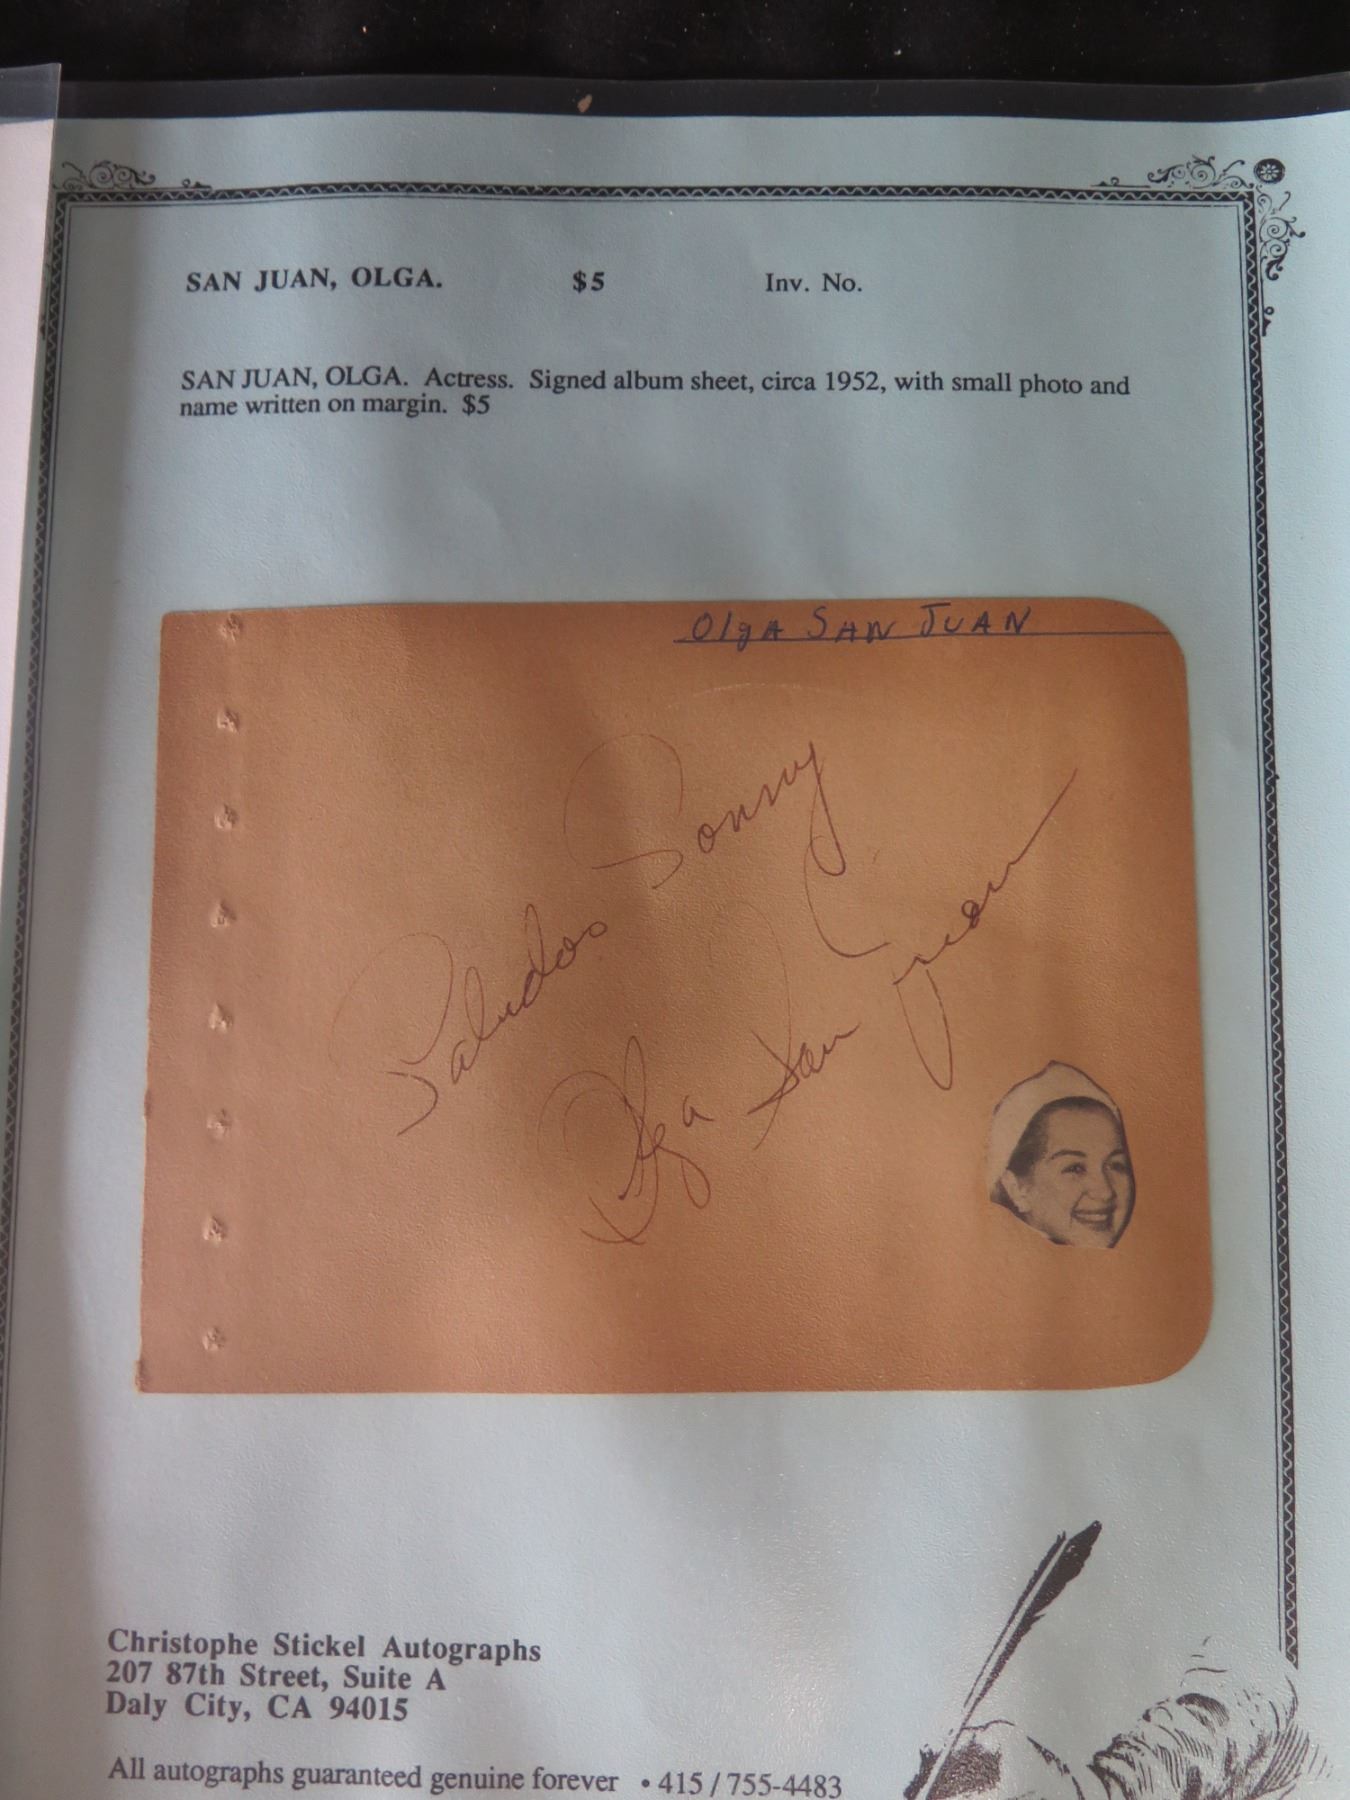 SAN JUAN, OLGA. $5 Inv. No.
SAN JUAN, OLGA. Actress. Signed album sheet, circa 1952, with small photo and
name written on margin. $5
OlgA SAN JUAN
Saludos Sonny
Olga San Juan
Christophe Stickel Autographs
207 87th Street, Suite A
Daly City, CA 94015
All autographs guaranteed genuine forever • 415 / 755-4483